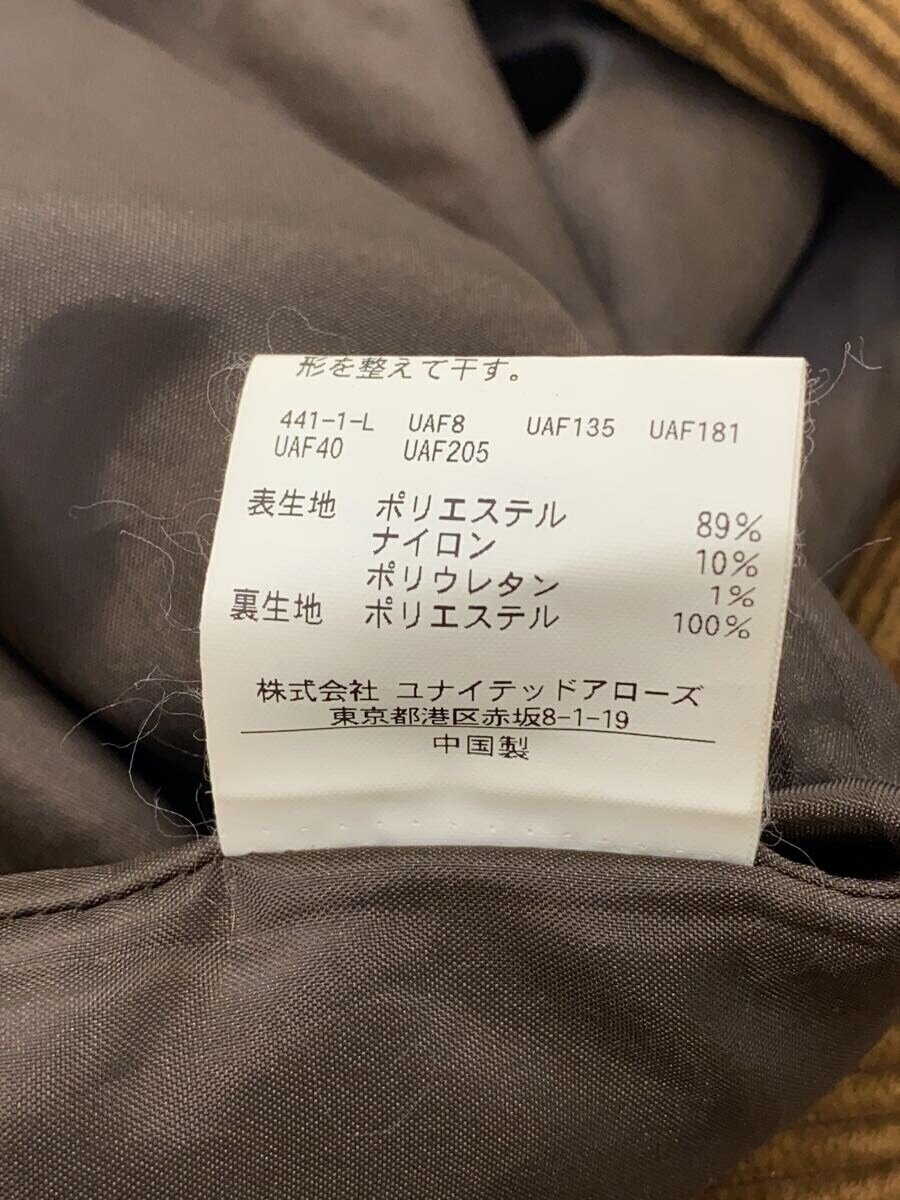 形を整えて干す。
441-1-L UAF8 UAF135 UAF181
UAF40 UAF205
表生地 ポリエステル 89%
ナイロン 10%
ポリウレタン 1%
裏生地 ポリエステル 100%
株式会社 ユナイテッドアローズ
東京都港区赤坂8-1-19
中国製